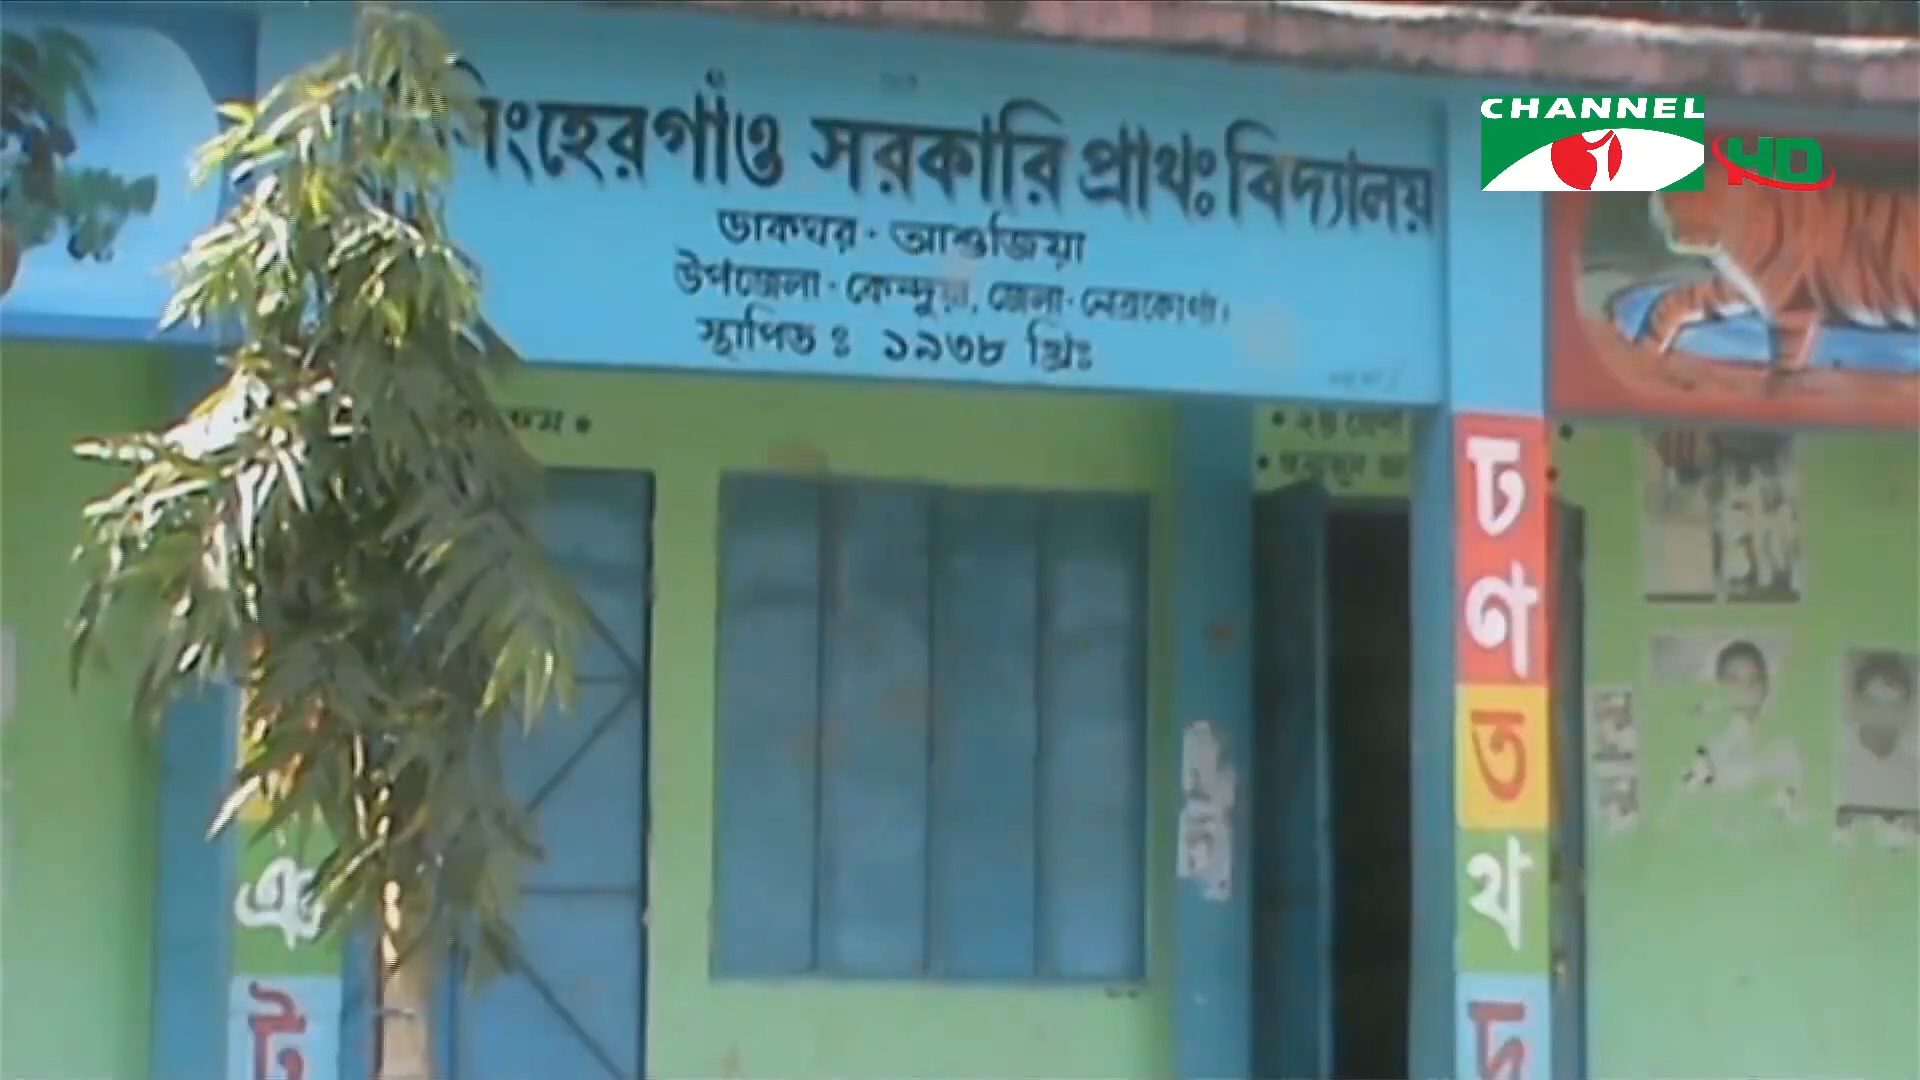 সিংহেরগাঁও সরকারি প্রাথঃ বিদ্যালয়
ডাকঘর - আশুজিয়া
উপজেলা - কেন্দুয়া, জেলা - নেত্রকোণা।
স্থাপিত ঃ ১৯৩৮ খ্রিঃ
CHANNEL
HD
ঢ
ণ
ত
থ
দ
ঞ
ট